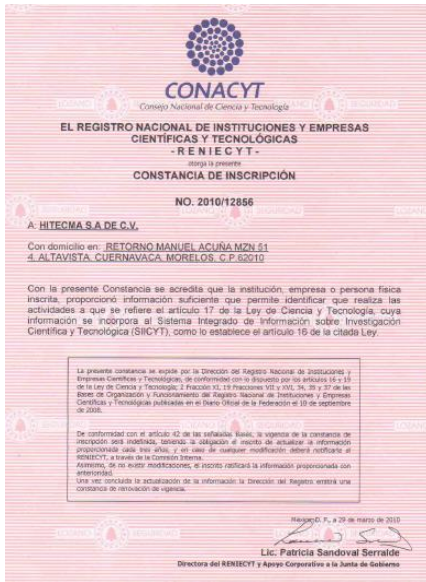 CONACYT
Consejo Nacional de Ciencia y Tecnología
EL REGISTRO NACIONAL DE INSTITUCIONES Y EMPRESAS
CIENTÍFICAS Y TECNOLÓGICAS
- R E N I E C Y T -
otorga la presente
CONSTANCIA DE INSCRIPCIÓN
NO. 2010/12856
A: HITECMA S.A DE C.V.
Con domicilio en: RETORNO MANUEL ACUÑA MZN 51
4, ALTAVISTA, CUERNAVACA, MORELOS, C.P.62010
Con la presente Constancia se acredita que la institución, empresa o persona física
inscrita, proporcionó información suficiente que permite identificar que realiza las
actividades a que se refiere el artículo 17 de la Ley de Ciencia y Tecnología, cuya
información se incorpora al Sistema Integrado de Información sobre Investigación
Científica y Tecnológica (SIICYT), como lo establece el artículo 16 de la citada Ley.
La presente constancia se expide por la Dirección del Registro Nacional de Instituciones y
Empresas Científicas y Tecnológicas, de conformidad con lo dispuesto por los artículos 16 y 19
de la Ley de Ciencia y Tecnología; 2 Fracción XI, 19 Fracciones VII y XVI, 34, 35 y 37 de las
Bases de Organización y Funcionamiento del Registro Nacional de Instituciones y Empresas
Científicas y Tecnológicas publicadas en el Diario Oficial de la Federación el 10 de septiembre
de 2008.
De conformidad con el artículo 42 de las señaladas Bases, la vigencia de la constancia de
inscripción será indefinida, teniendo la obligación el inscrito de actualizar la información
proporcionada cada tres años, y en caso de cualquier modificación deberá notificarla al
RENIECYT, a través de la Comisión Interna.
Asimismo, de no existir modificaciones, el inscrito ratificará la información proporcionada con
anterioridad.
Una vez concluida la actualización de la información la Dirección del Registro emitirá una
constancia de renovación de vigencia.
México, D. F., a 29 de marzo de 2010
Lic. Patricia Sandoval Serralde
Directora del RENIECYT y Apoyo Corporativo a la Junta de Gobierno